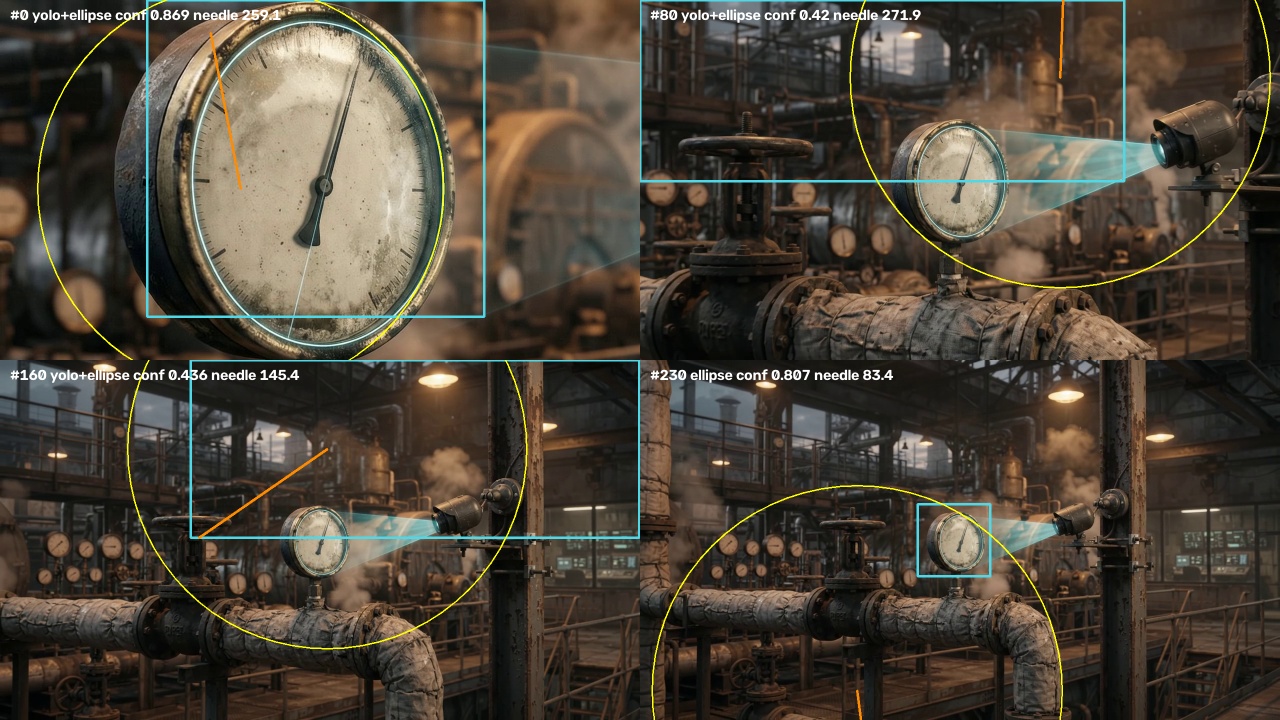 #0 yolo+ellipse conf 0.869 needle 259.1
#80 yolo+ellipse conf 0.42 needle 271.9
#160 yolo+ellipse conf 0.436 needle 145.4
#230 ellipse conf 0.807 needle 83.4